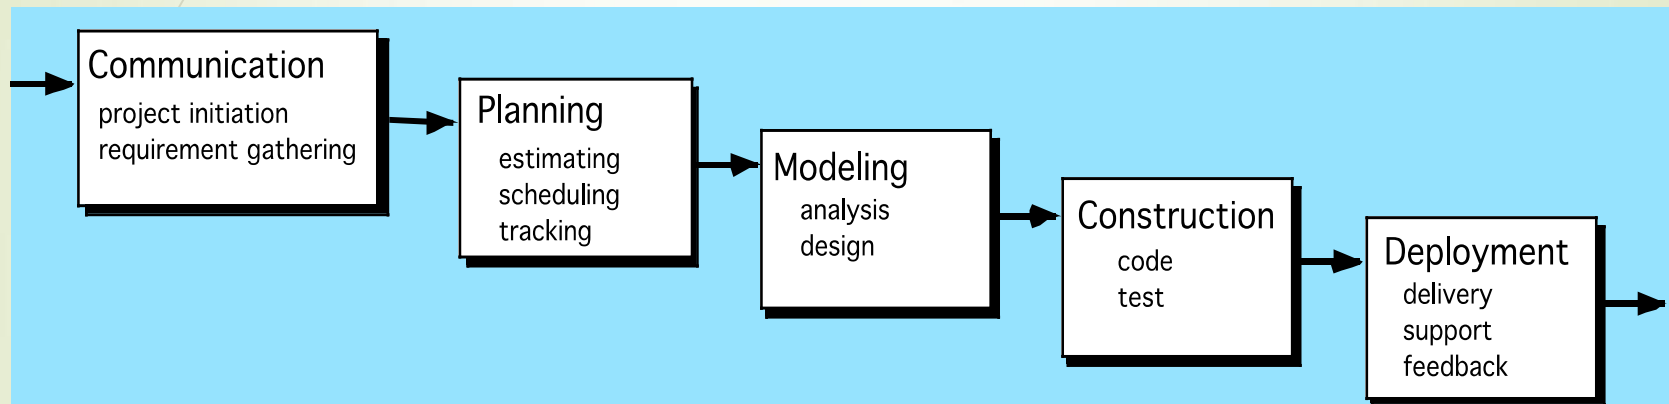 Communication
project initiation
requirement gathering
Planning
estimating
scheduling
tracking
Modeling
analysis
design
Construction
code
test
Deployment
delivery
support
feedback